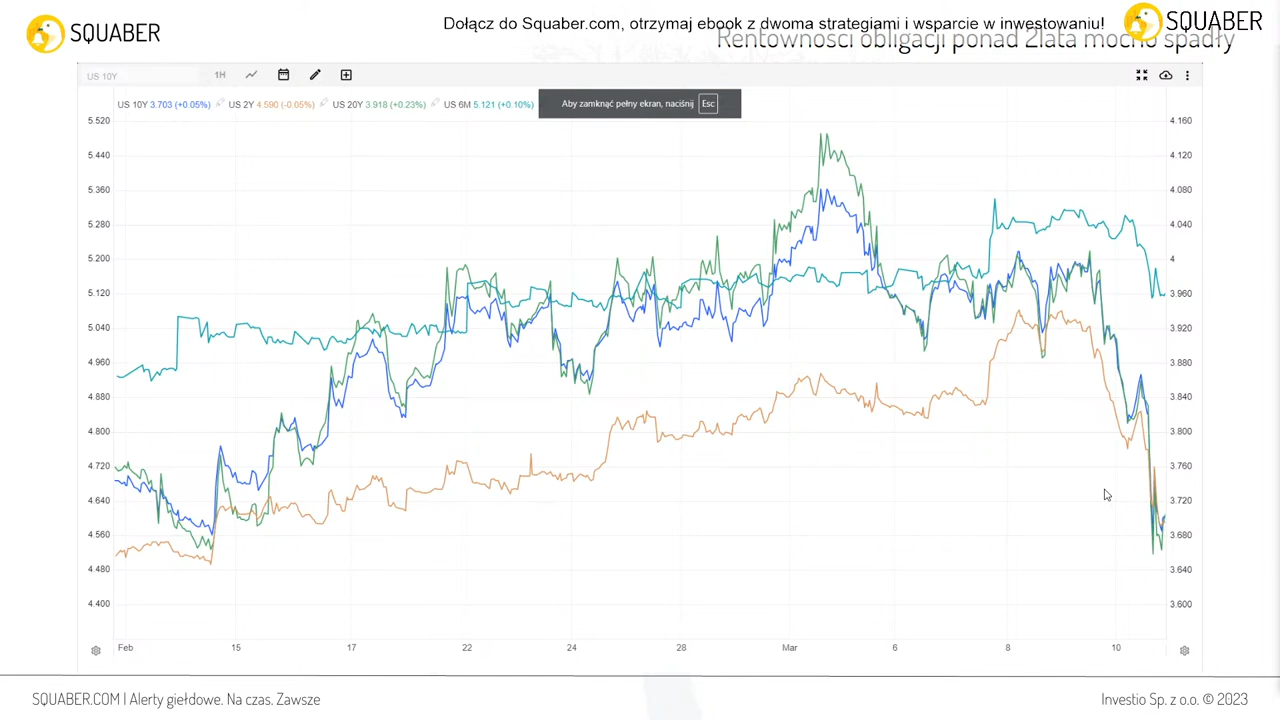 SQUABER
Dołącz do Squaber.com, otrzymaj ebook z dwoma strategiami i wsparcie w inwestowaniu!
SQUABER
Rentowności obligacji ponad 2lata mocno spadły
US 10Y
1H
US 10Y 3.703 (+0.05%) US 2Y 4.590 (-0.05%) US 20Y 3.918 (+0.23%) US 6M 5.121 (+0.10%)
Aby zamknąć pełny ekran, naciśnij Esc
5.520 4.160
5.440 4.120
5.360 4.080
5.280 4.040
5.200 4
5.120 3.960
5.040 3.920
4.960 3.880
4.880 3.840
4.800 3.800
4.720 3.760
4.640 3.720
4.560 3.680
4.480 3.640
4.400 3.600
Feb 15 17 22 24 28 Mar 6 8 10
SQUABER.COM | Alerty giełdowe. Na czas. Zawsze
Investio Sp. z o.o. © 2023